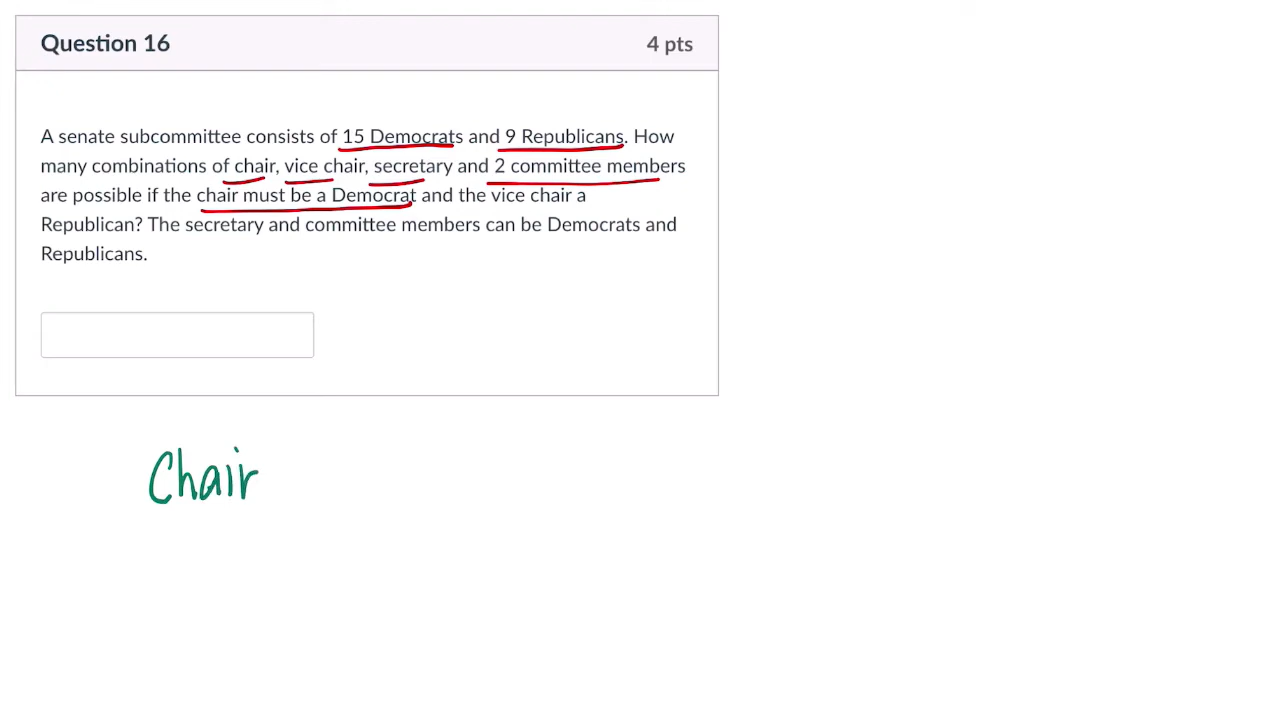 Question 16
4 pts
A senate subcommittee consists of 15 Democrats and 9 Republicans. How
many combinations of chair, vice chair, secretary and 2 committee members
are possible if the chair must be a Democrat and the vice chair a
Republican? The secretary and committee members can be Democrats and
Republicans.
Chair